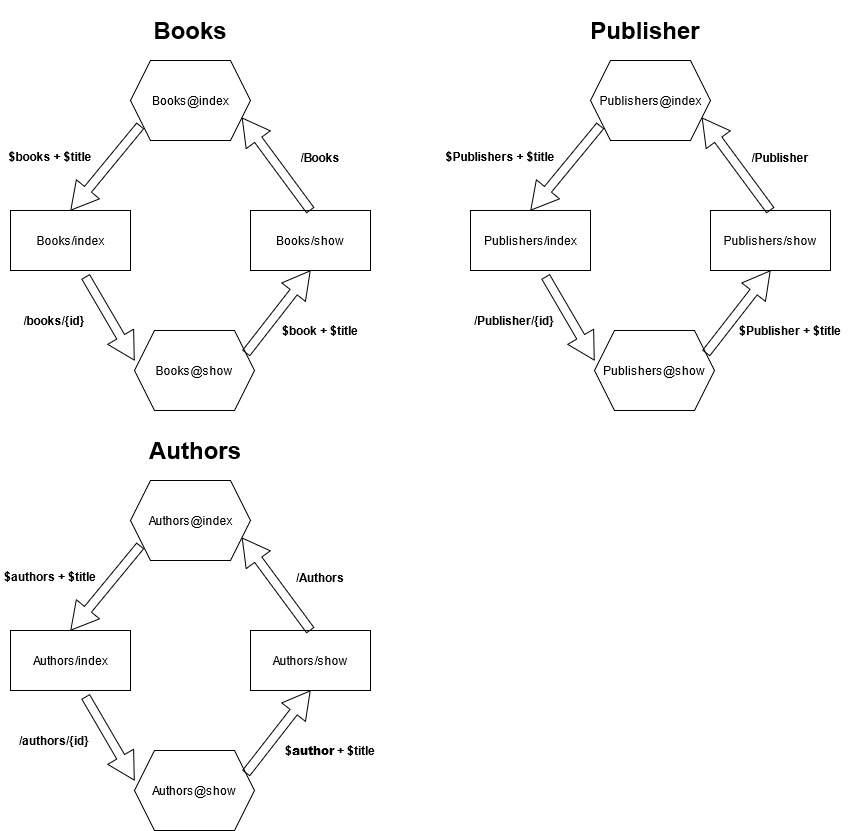 Books
Books@index
$books + $title
/Books
Books/index
Books/show
/books/{id}
$book + $title
Books@show
Publisher
Publishers@index
$Publishers + $title
/Publisher
Publishers/index
Publishers/show
/Publisher/{id}
$Publisher + $title
Publishers@show
Authors
Authors@index
$authors + $title
/Authors
Authors/index
Authors/show
/authors/{id}
$author + $title
Authors@show